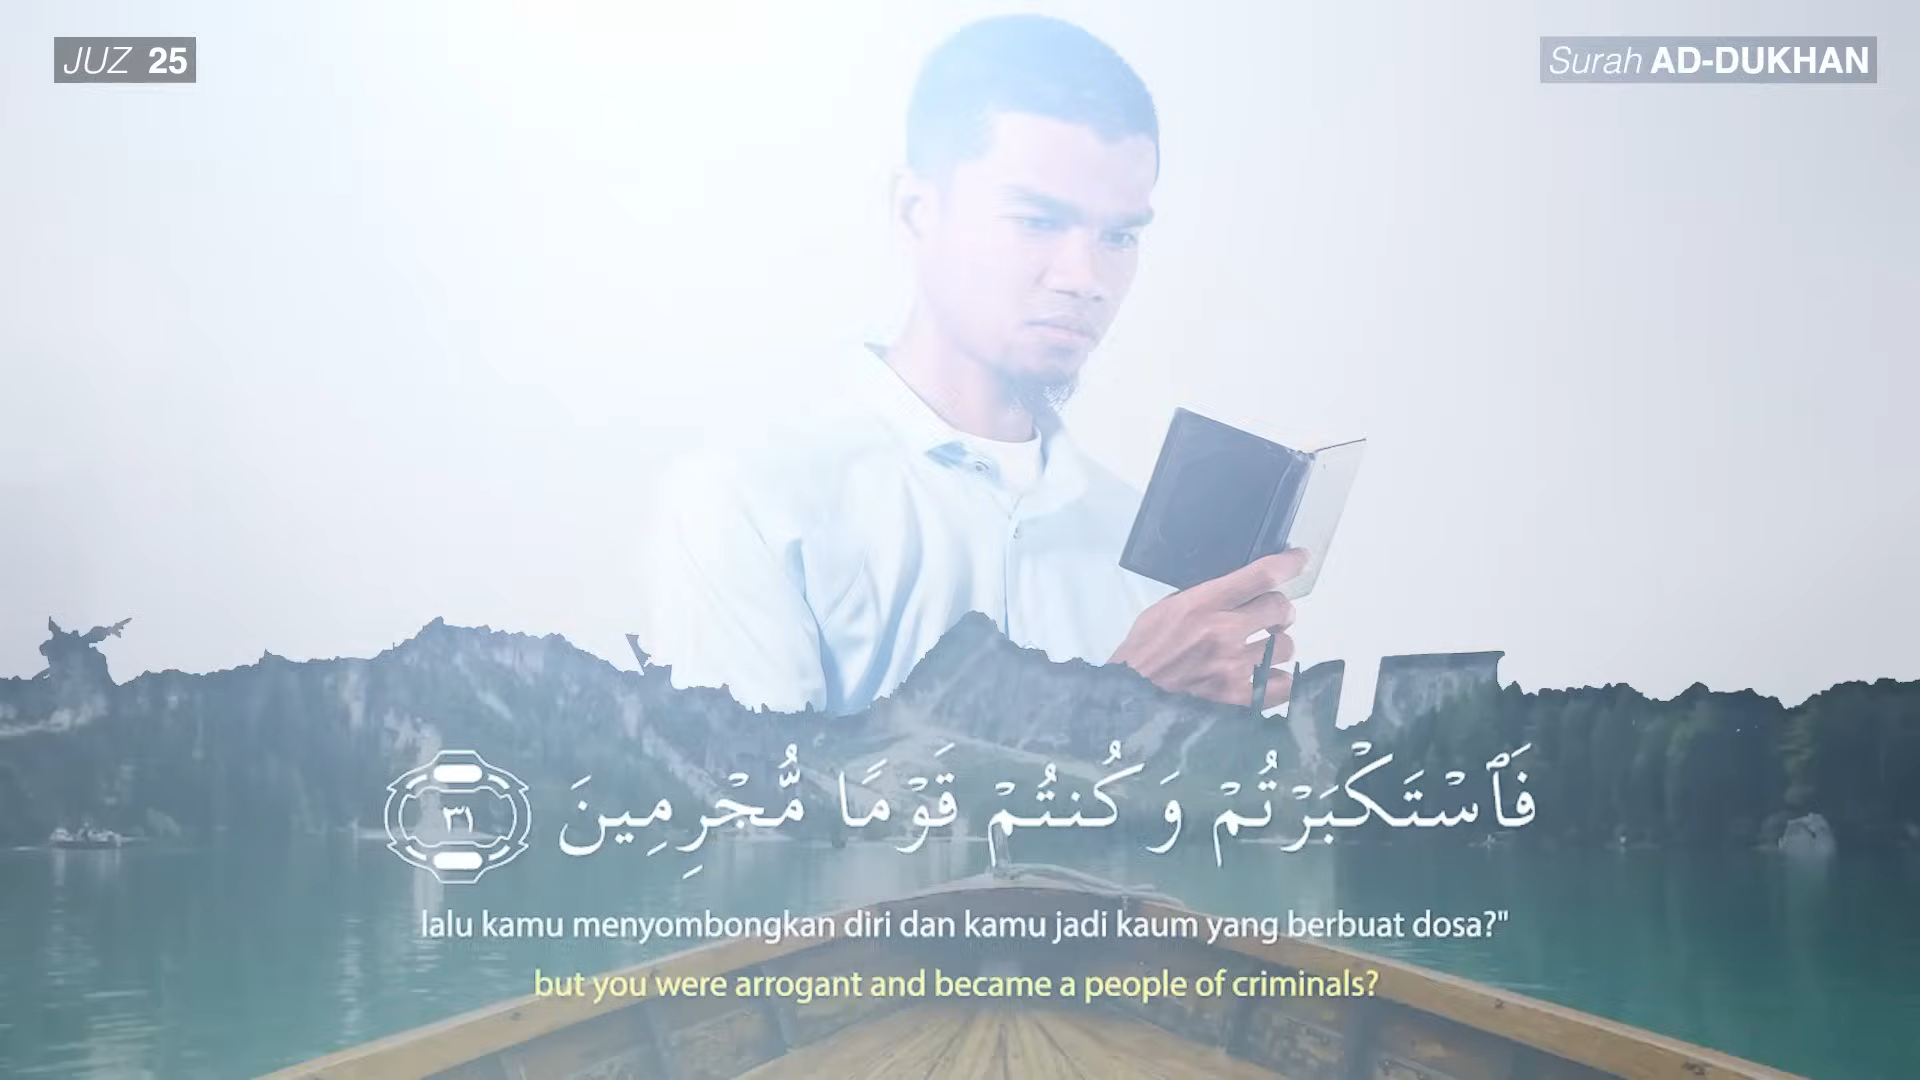 JUZ 25
Surah AD-DUKHAN
فَٱسْتَكْبَرْتُمْ وَكُنتُمْ قَوْمًا مُّجْرِمِينَ ٣١
lalu kamu menyombongkan diri dan kamu jadi kaum yang berbuat dosa?"
but you were arrogant and became a people of criminals?